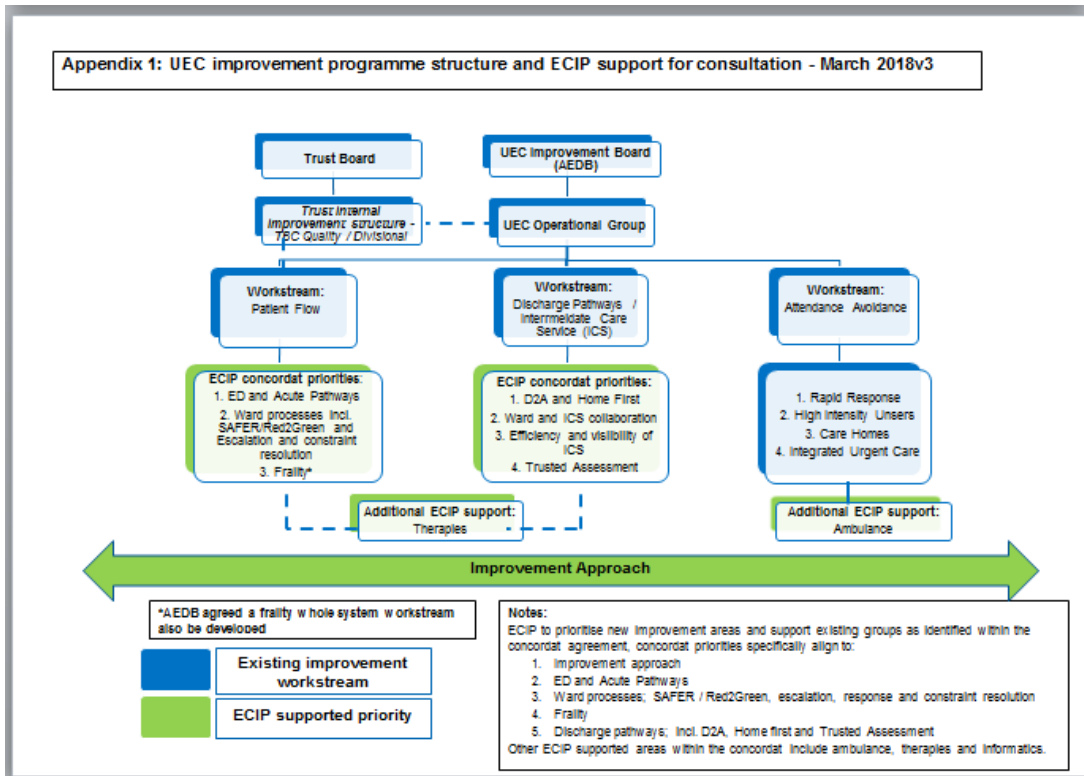 Appendix 1: UEC improvement programme structure and ECIP support for consultation - March 2018v3
Trust Board
UEC Improvement Board
(AEDB)
Trust Internal
Improvement structure -
TBC Quality / Divisional
UEC Operational Group
Workstream:
Patient Flow
Workstream:
Discharge Pathways /
Intermeldate Care
Service (ICS)
Workstream:
Attendance Avoidance
ECIP concordat priorities:
1. ED and Acute Pathways
2. Ward processes Incl.
SAFER/Red2Green and
Escalation and constraint
resolution
3. Frailty*
ECIP concordat priorities:
1. D2A and Home First
2. Ward and ICS collaboration
3. Efficiency and visibility of
ICS
4. Trusted Assessment
1. Rapid Response
2. High Intensity Unsers
3. Care Homes
4. Integrated Urgent Care
Additional ECIP support:
Therapies
Additional ECIP support:
Ambulance
Improvement Approach
*AEDB agreed a frailty whole system workstream
also be developed
Existing improvement
workstream
ECIP supported priority
Notes:
ECIP to prioritise new improvement areas and support existing groups as identified within the
concordat agreement, concordat priorities specifically align to:
1. Improvement approach
2. ED and Acute Pathways
3. Ward processes; SAFER / Red2Green, escalation, response and constraint resolution
4. Frailty
5. Discharge pathways; Incl. D2A, Home first and Trusted Assessment
Other ECIP supported areas within the concordat include ambulance, therapies and informatics.